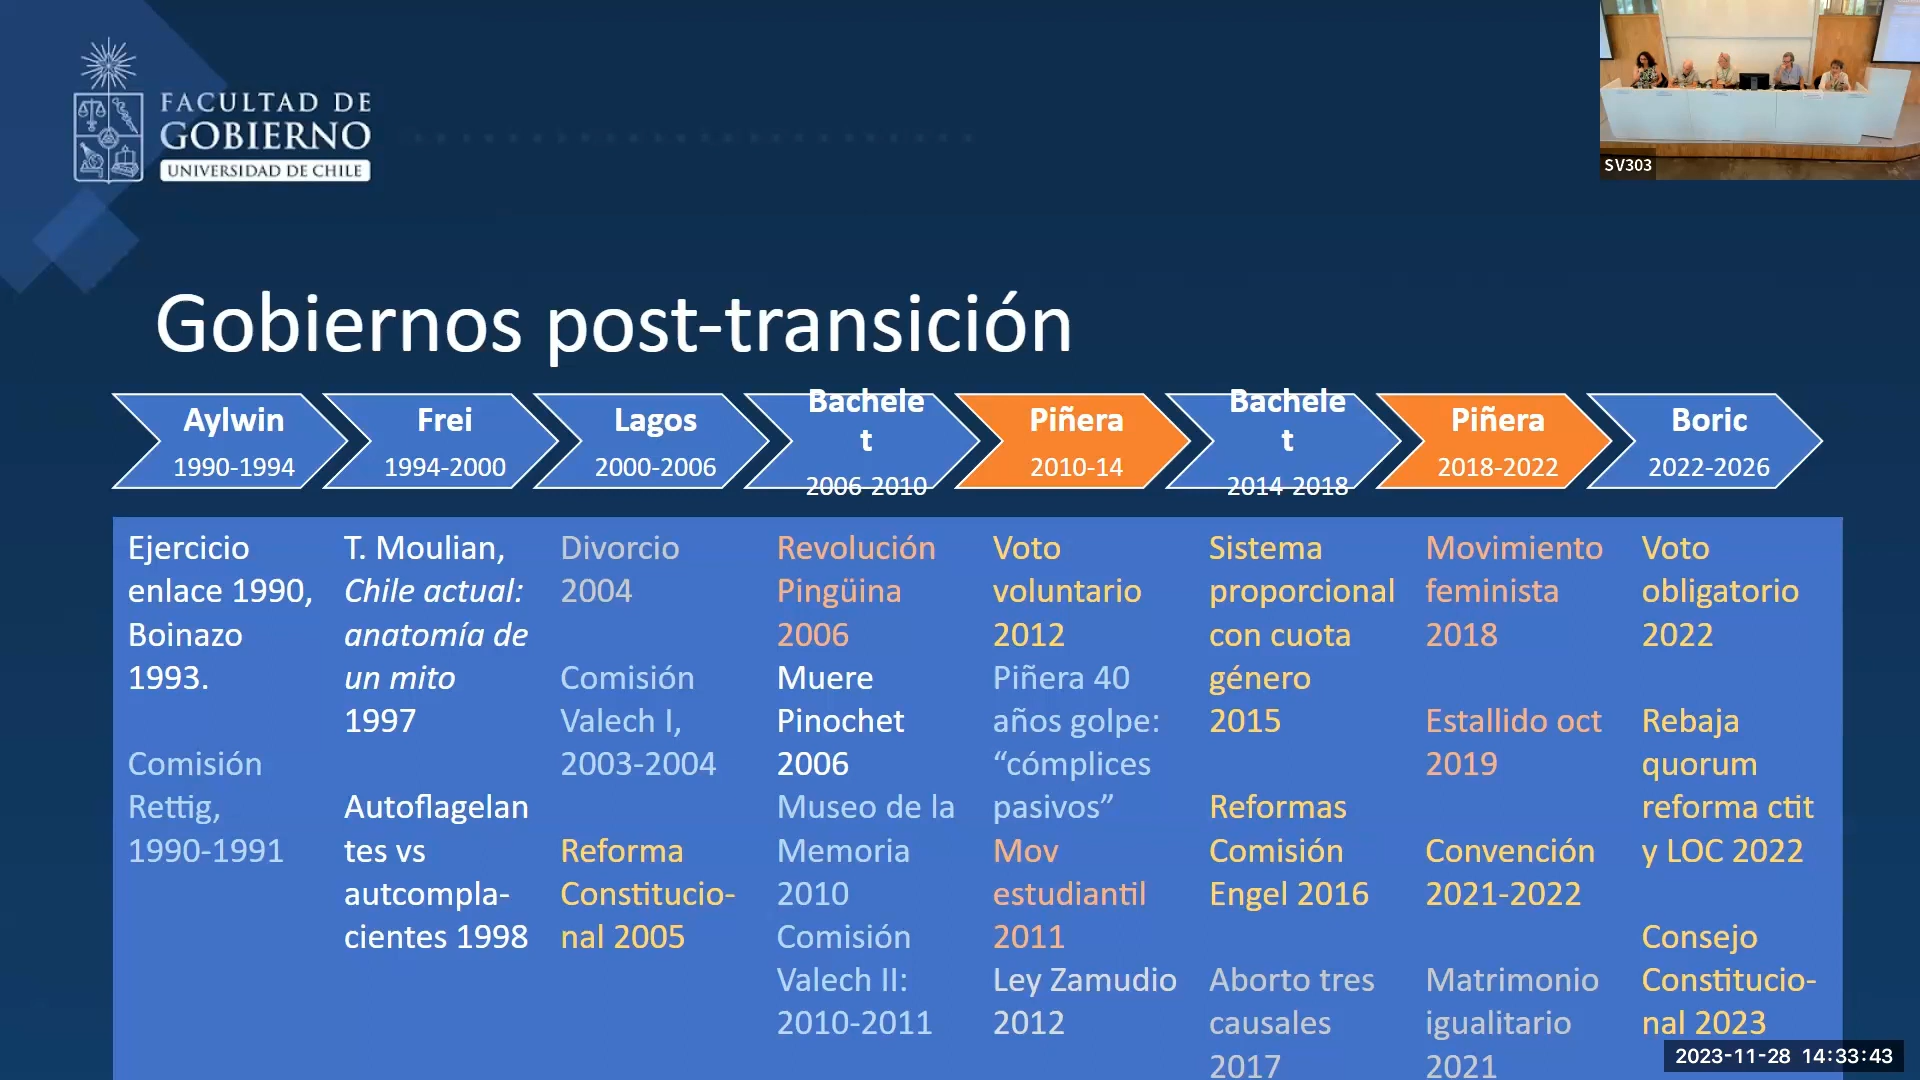 FACULTAD DE
GOBIERNO
UNIVERSIDAD DE CHILE
SV303
Gobiernos post-transición
Aylwin
1990-1994
Frei
1994-2000
Lagos
2000-2006
Bachele
t
2006-2010
Piñera
2010-14
Bachele
t
2014-2018
Piñera
2018-2022
Boric
2022-2026
Ejercicio
enlace 1990,
Boinazo
1993.
Comisión
Rettig,
1990-1991
T. Moulian,
Chile actual:
anatomía de
un mito
1997
Autoflagelan
tes vs
autcompla-
cientes 1998
Divorcio
2004
Comisión
Valech I,
2003-2004
Reforma
Constitucio-
nal 2005
Revolución
Pingüina
2006
Muere
Pinochet
2006
Museo de la
Memoria
2010
Comisión
Valech II:
2010-2011
Voto
voluntario
2012
Piñera 40
años golpe:
“cómplices
pasivos”
Mov
estudiantil
2011
Ley Zamudio
2012
Sistema
proporcional
con cuota
género
2015
Reformas
Comisión
Engel 2016
Aborto tres
causales
2017
Movimiento
feminista
2018
Estallido oct
2019
Convención
2021-2022
Matrimonio
igualitario
2021
Voto
obligatorio
2022
Rebaja
quorum
reforma ctit
y LOC 2022
Consejo
Constitucio-
nal 2023
2023-11-28 14:33:43